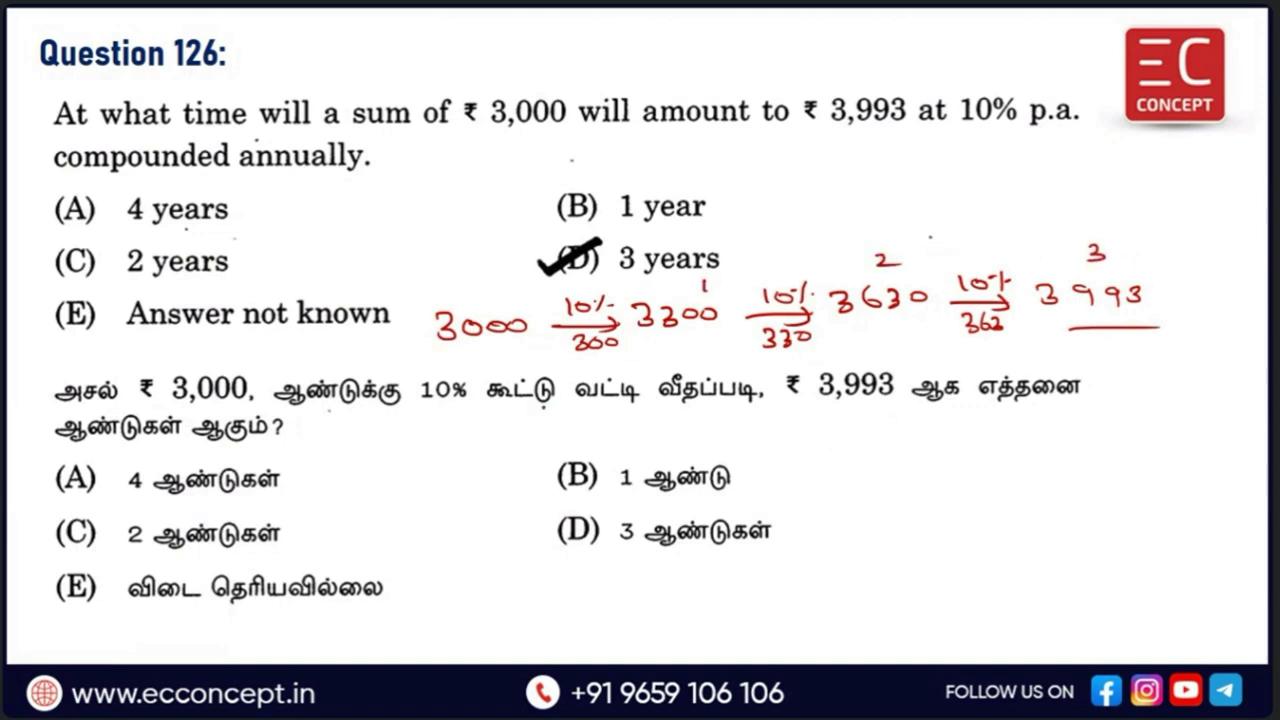 Question 126:
EC
CONCEPT
At what time will a sum of ₹ 3,000 will amount to ₹ 3,993 at 10% p.a.
compounded annually.
(A) 4 years
(B) 1 year
(C) 2 years
(D) 3 years
(E) Answer not known
3000 10% 300 3300 1 10% 330 3630 2 10% 363 3993 3
அசல் ₹ 3,000, ஆண்டுக்கு 10% கூட்டு வட்டி வீதப்படி, ₹ 3,993 ஆக எத்தனை
ஆண்டுகள் ஆகும்?
(A) 4 ஆண்டுகள்
(B) 1 ஆண்டு
(C) 2 ஆண்டுகள்
(D) 3 ஆண்டுகள்
(E) விடை தெரியவில்லை
www.ecconcept.in
+91 9659 106 106
FOLLOW US ON